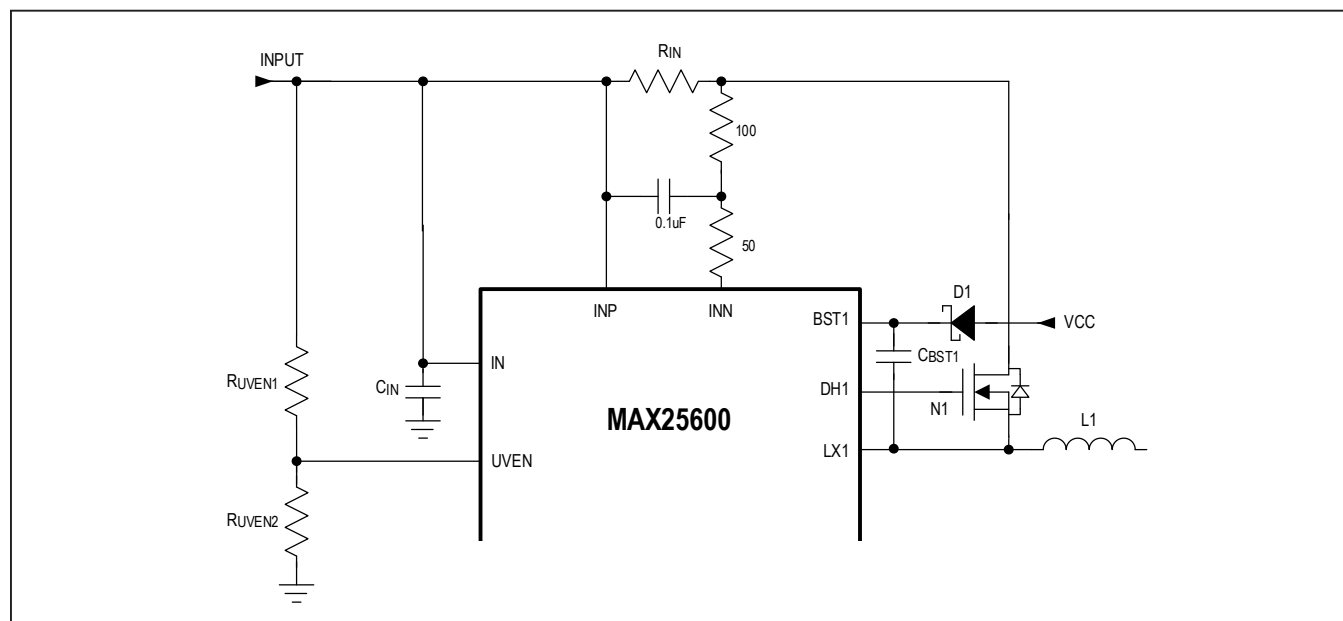 INPUT
RIN
100
0.1uF
50
INP
INN
BST1
D1
VCC
IN
CBST1
RUVEN1
CIN
DH1
N1
MAX25600
L1
LX1
UVEN
RUVEN2